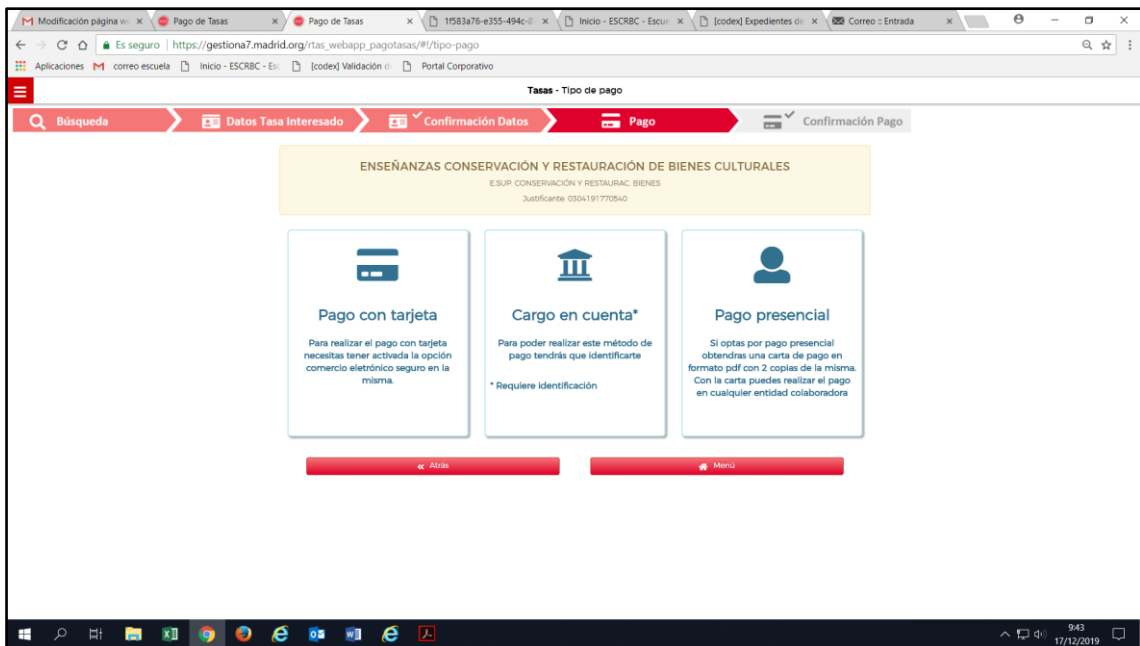 Modificación página w
Pago de Tasas
Pago de Tasas
1f583a76-e355-494c-8
Inicio - ESCRBC - Escue
[codex] Expedientes de
Correo :: Entrada
Es seguro | https://gestiona7.madrid.org/rtas_webapp_pagotasas/#!/tipo-pago
Aplicaciones
correo escuela
Inicio - ESCRBC - Esc
[codex] Validación d
Portal Corporativo
Tasas - Tipo de pago
Búsqueda
Datos Tasa Interesado
Confirmación Datos
Pago
Confirmación Pago
ENSEÑANZAS CONSERVACIÓN Y RESTAURACIÓN DE BIENES CULTURALES
E.SUP. CONSERVACIÓN Y RESTAURAC. BIENES
Justificante: 0304191770540
Pago con tarjeta
Para realizar el pago con tarjeta
necesitas tener activada la opción
comercio eletrónico seguro en la
misma.
Cargo en cuenta*
Para poder realizar este método de
pago tendrás que identificarte
* Requiere identificación
Pago presencial
Si optas por pago presencial
obtendras una carta de pago en
formato pdf con 2 copias de la misma.
Con la carta puedes realizar el pago
en cualquier entidad colaboradora
Atrás
Menú
9:43
17/12/2019